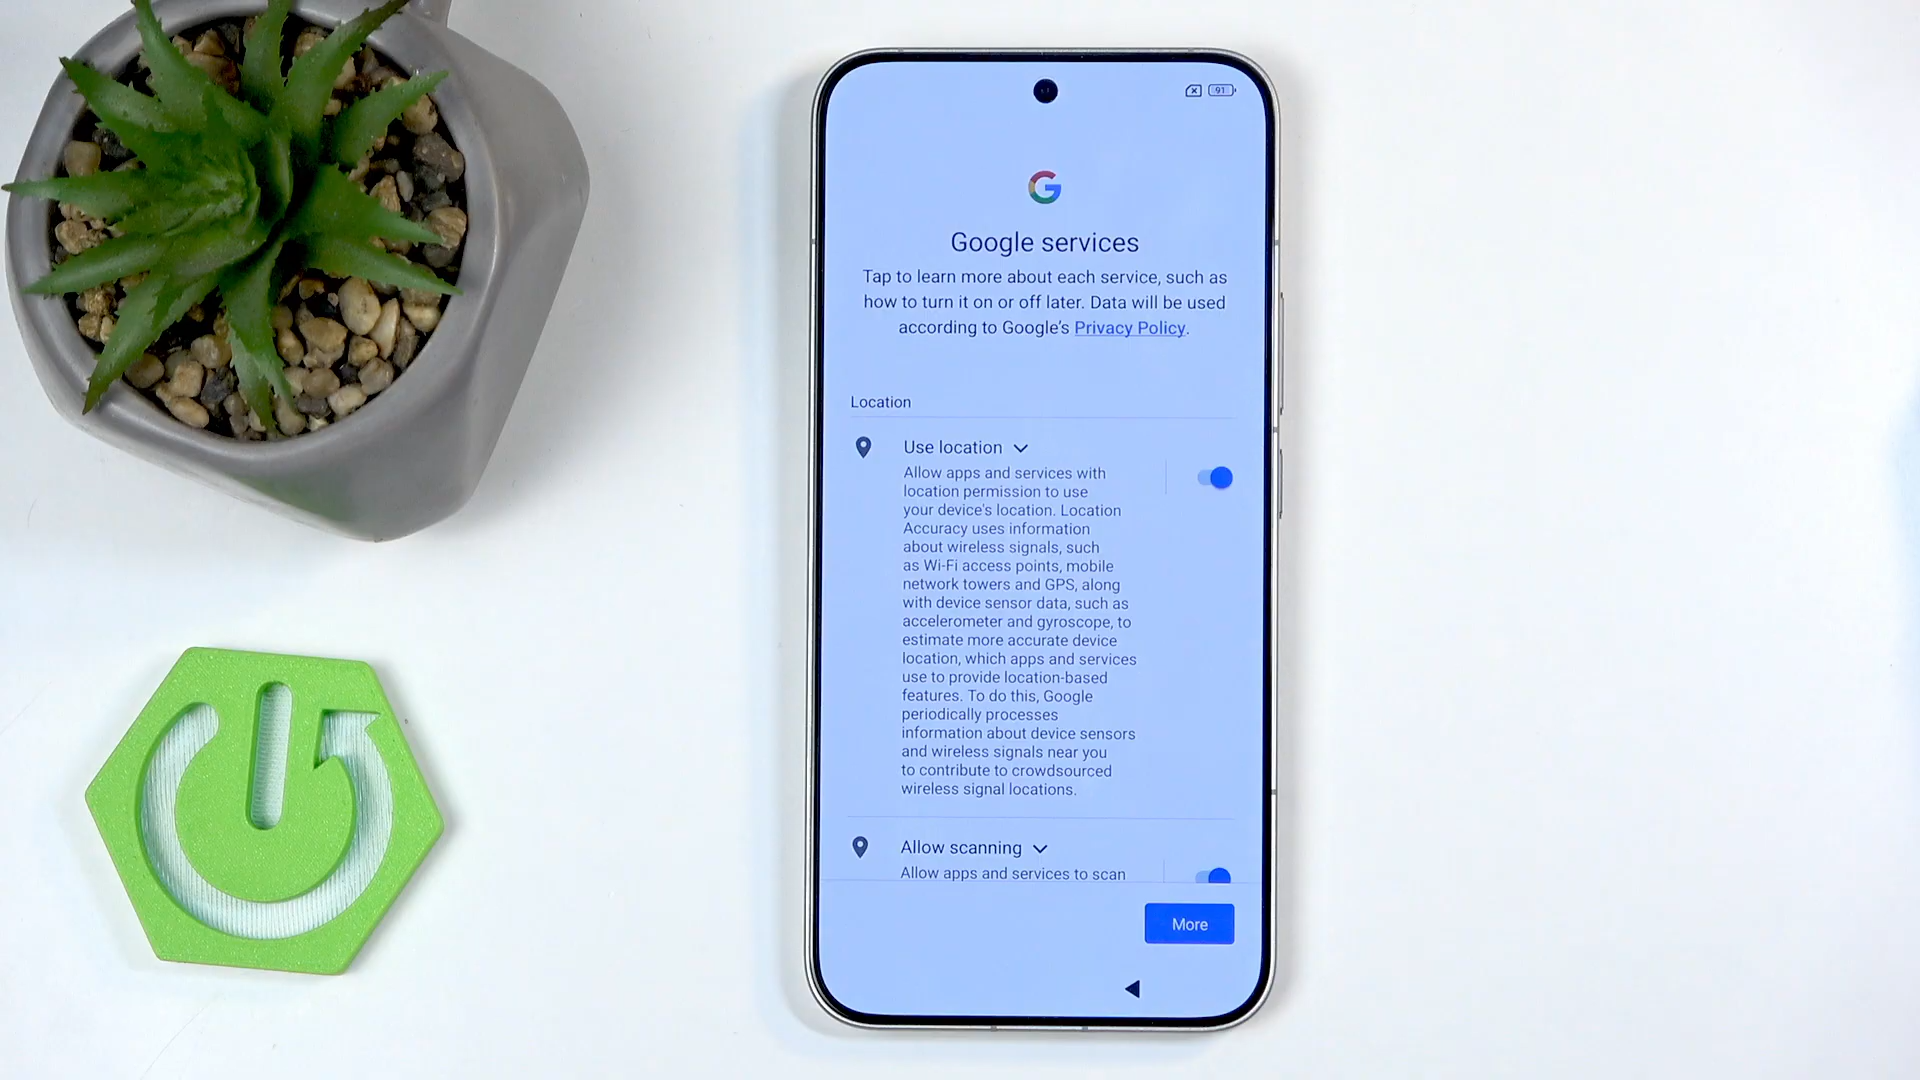 91
Google services
Tap to learn more about each service, such as
how to turn it on or off later. Data will be used
according to Google's Privacy Policy.
Location
Use location
Allow apps and services with
location permission to use
your device's location. Location
Accuracy uses information
about wireless signals, such
as Wi-Fi access points, mobile
network towers and GPS, along
with device sensor data, such as
accelerometer and gyroscope, to
estimate more accurate device
location, which apps and services
use to provide location-based
features. To do this, Google
periodically processes
information about device sensors
and wireless signals near you
to contribute to crowdsourced
wireless signal locations.
Allow scanning
Allow apps and services to scan
More